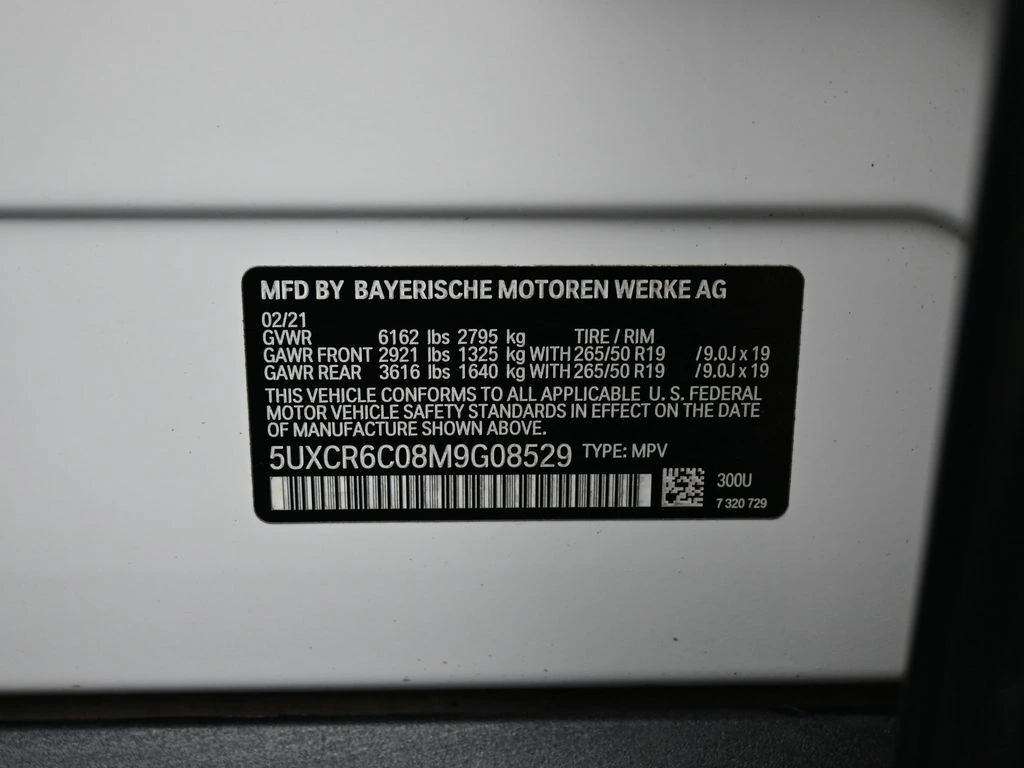 MFD BY BAYERISCHE MOTOREN WERKE AG
02/21
GVWR 6162 lbs 2795 kg TIRE / RIM
GAWR FRONT 2921 lbs 1325 kg WITH 265/50 R19 /9.0J x 19
GAWR REAR 3616 lbs 1640 kg WITH 265/50 R19 /9.0J x 19
THIS VEHICLE CONFORMS TO ALL APPLICABLE U. S. FEDERAL
MOTOR VEHICLE SAFETY STANDARDS IN EFFECT ON THE DATE
OF MANUFACTURE SHOWN ABOVE.
5UXCR6C08M9G08529 TYPE: MPV
300U
7 320 729